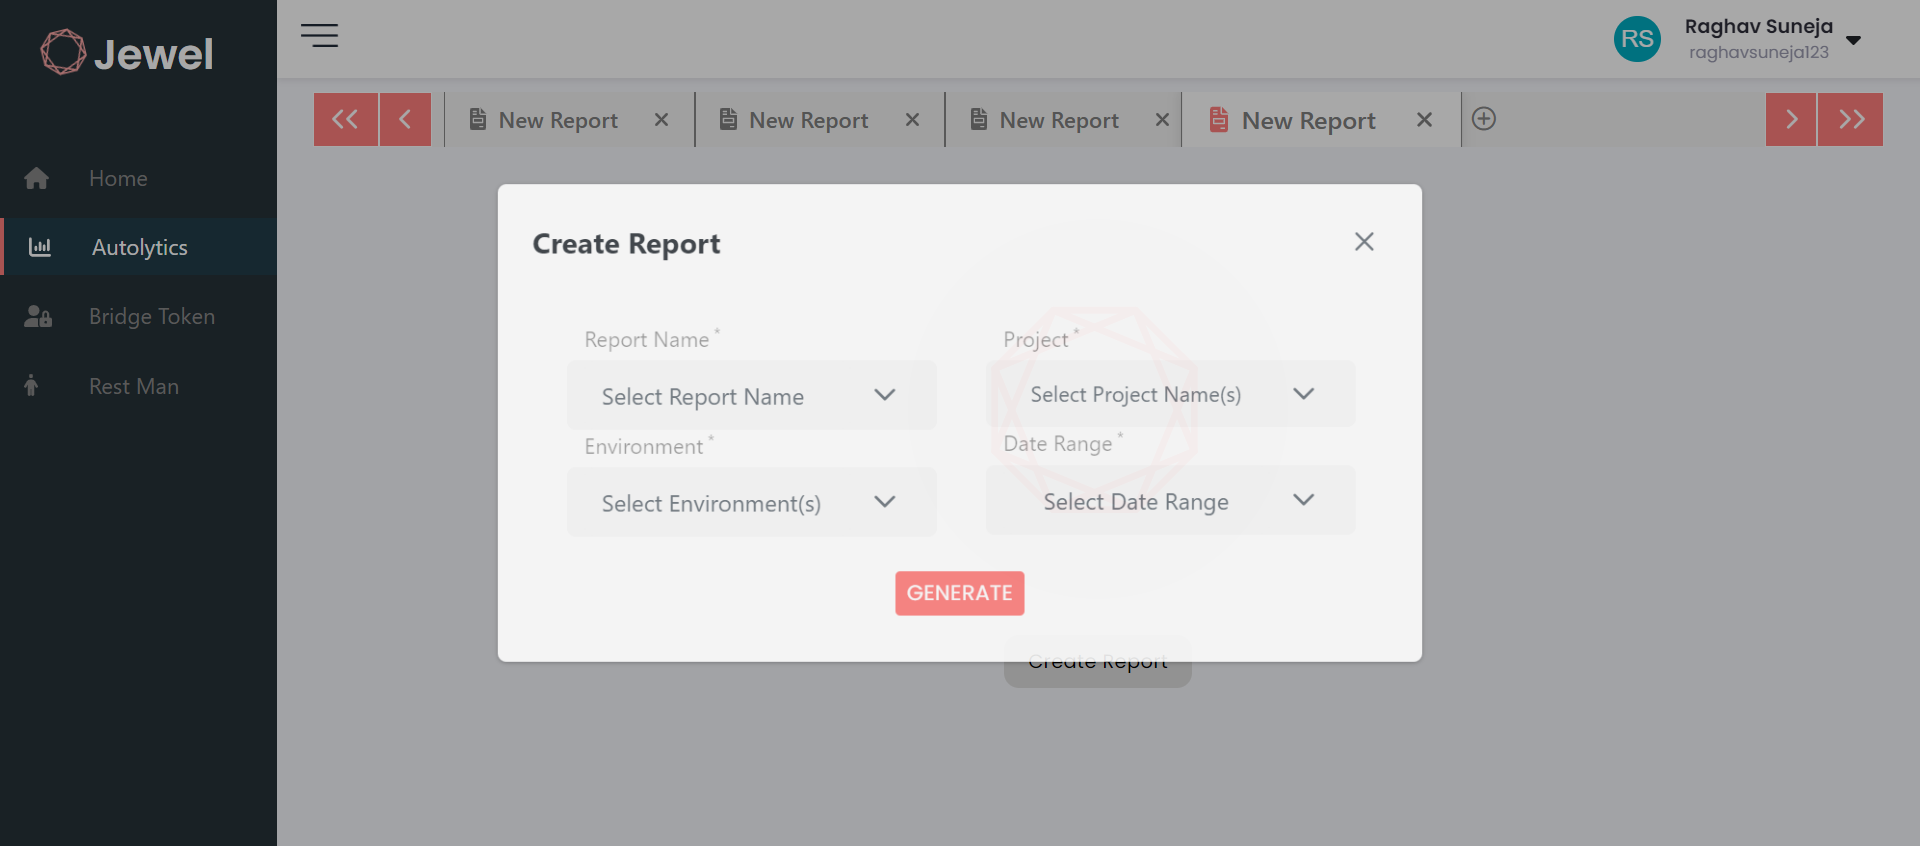 Jewel
RS
Raghav Suneja
raghavsuneja123
New Report
New Report
New Report
New Report
Home
Autolytics
Bridge Token
Rest Man
Create Report
Report Name *
Project *
Select Report Name
Select Project Name(s)
Environment *
Date Range *
Select Environment(s)
Select Date Range
GENERATE
Create Report